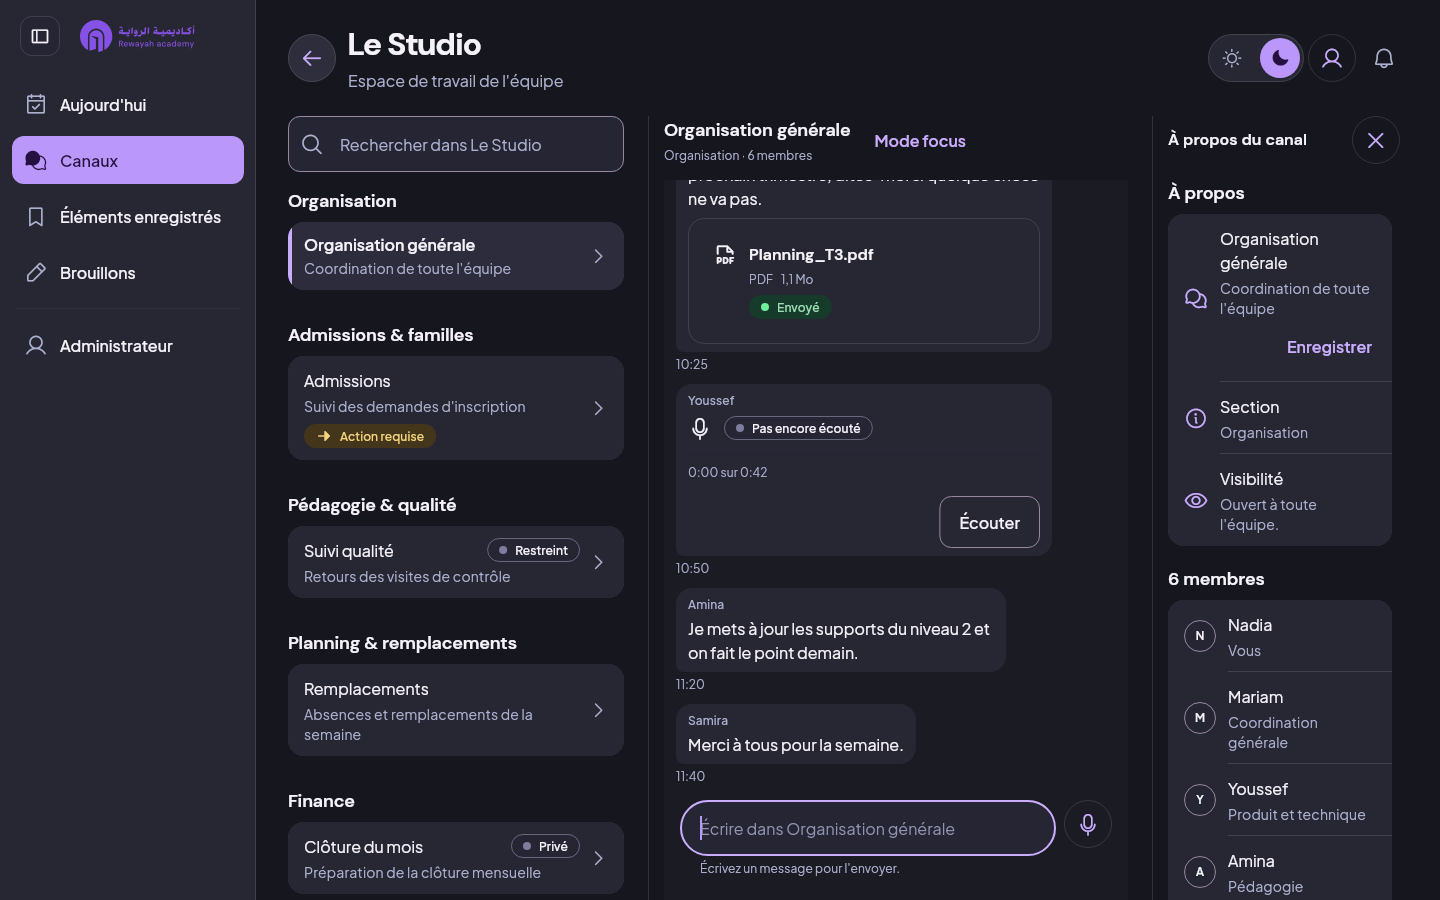 أكاديمية الرواية
Rewayah academy
Aujourd'hui
Canaux
Éléments enregistrés
Brouillons
Administrateur
Le Studio
Espace de travail de l'équipe
Rechercher dans Le Studio
Organisation
Organisation générale
Coordination de toute l'équipe
Admissions & familles
Admissions
Suivi des demandes d'inscription
Action requise
Pédagogie & qualité
Suivi qualité
Restreint
Retours des visites de contrôle
Planning & remplacements
Remplacements
Absences et remplacements de la
semaine
Finance
Clôture du mois
Privé
Préparation de la clôture mensuelle
Organisation générale
Organisation · 6 membres
Mode focus
ne va pas.
PDF
Planning_T3.pdf
PDF 1,1 Mo
Envoyé
10:25
Youssef
Pas encore écouté
0:00 sur 0:42
Écouter
10:50
Amina
Je mets à jour les supports du niveau 2 et
on fait le point demain.
11:20
Samira
Merci à tous pour la semaine.
11:40
Écrire dans Organisation générale
Écrivez un message pour l'envoyer.
À propos du canal
À propos
Organisation
générale
Coordination de toute
l'équipe
Enregistrer
Section
Organisation
Visibilité
Ouvert à toute
l'équipe.
6 membres
N
Nadia
Vous
M
Mariam
Coordination
générale
Y
Youssef
Produit et technique
A
Amina
Pédagogie